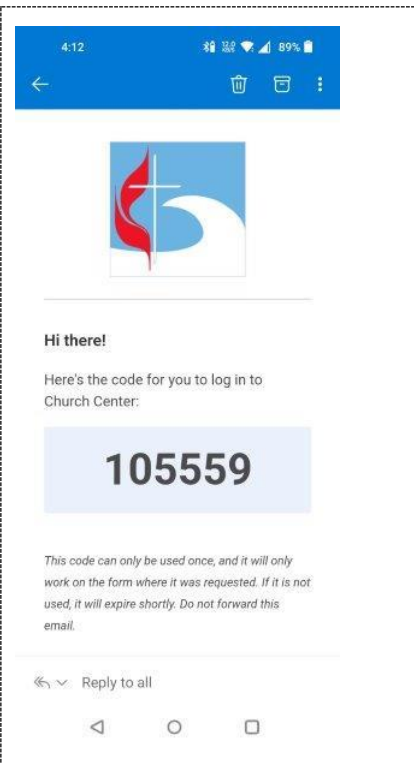 4:12
89%
Hi there!
Here's the code for you to log in to
Church Center:
105559
This code can only be used once, and it will only
work on the form where it was requested. If it is not
used, it will expire shortly. Do not forward this
email.
Reply to all